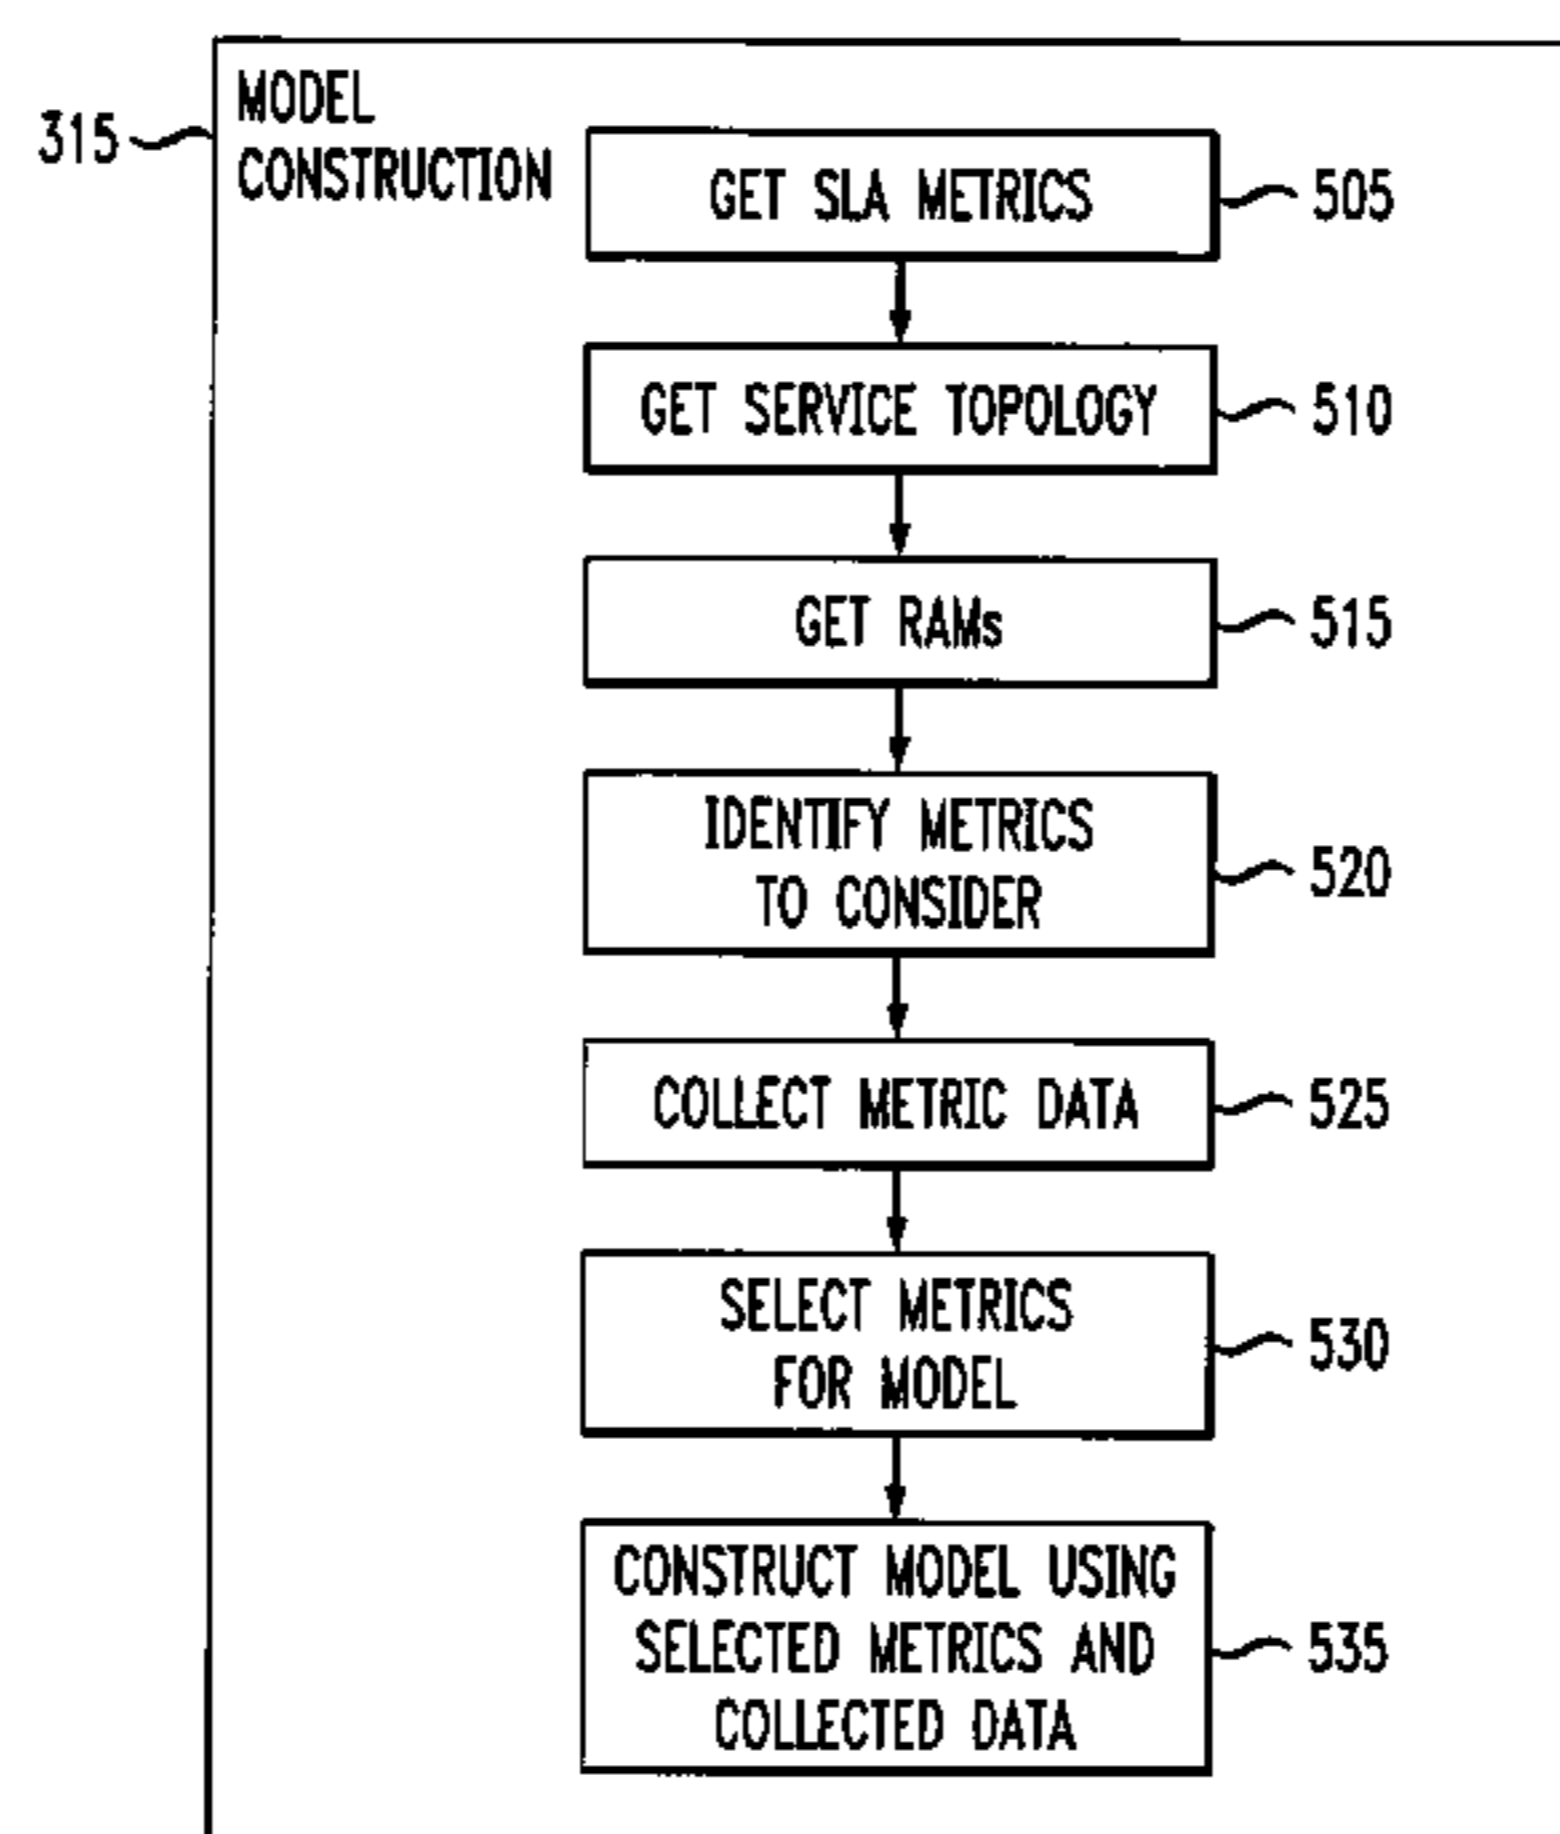 315
MODEL
CONSTRUCTION
GET SLA METRICS
505
GET SERVICE TOPOLOGY
510
GET RAMs
515
IDENTIFY METRICS
TO CONSIDER
520
COLLECT METRIC DATA
525
SELECT METRICS
FOR MODEL
530
CONSTRUCT MODEL USING
SELECTED METRICS AND
COLLECTED DATA
535